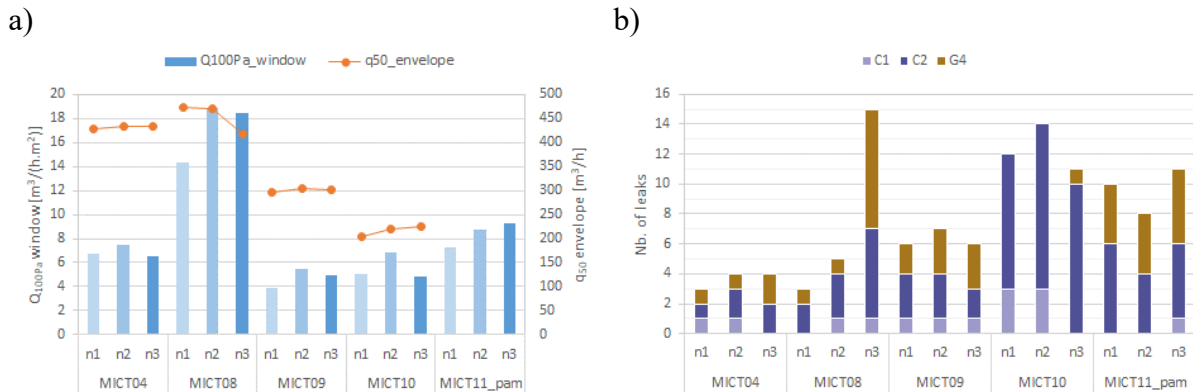 a)
Q100Pa_window q50_envelope
Q100Pa window [m³/(h.m²)]
20
18
16
14
12
10
8
6
4
2
0
500
450
400
350
300
250
200
150
100
50
0
q50 envelope [m³/h]
n1 n2 n3 n1 n2 n3 n1 n2 n3 n1 n2 n3 n1 n2 n3
MICT04 MICT08 MICT09 MICT10 MICT11_pam
b)
C1 C2 G4
Nb. of leaks
16
14
12
10
8
6
4
2
0
n1 n2 n3 n1 n2 n3 n1 n2 n3 n1 n2 n3 n1 n2 n3
MICT04 MICT08 MICT09 MICT10 MICT11_pam